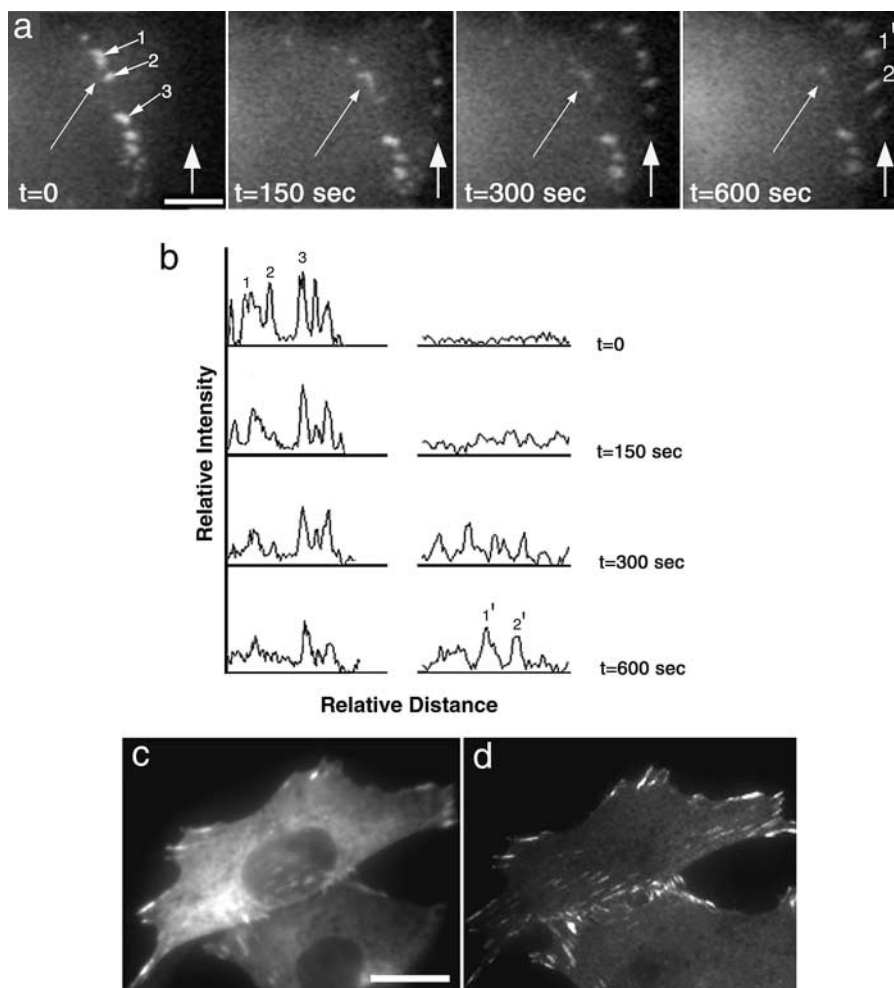 a
1
2
3
1'
2'
t=0
t=150 sec
t=300 sec
t=600 sec
b
1
2
3
t=0
t=150 sec
t=300 sec
1'
2'
t=600 sec
Relative Intensity
Relative Distance
c
d